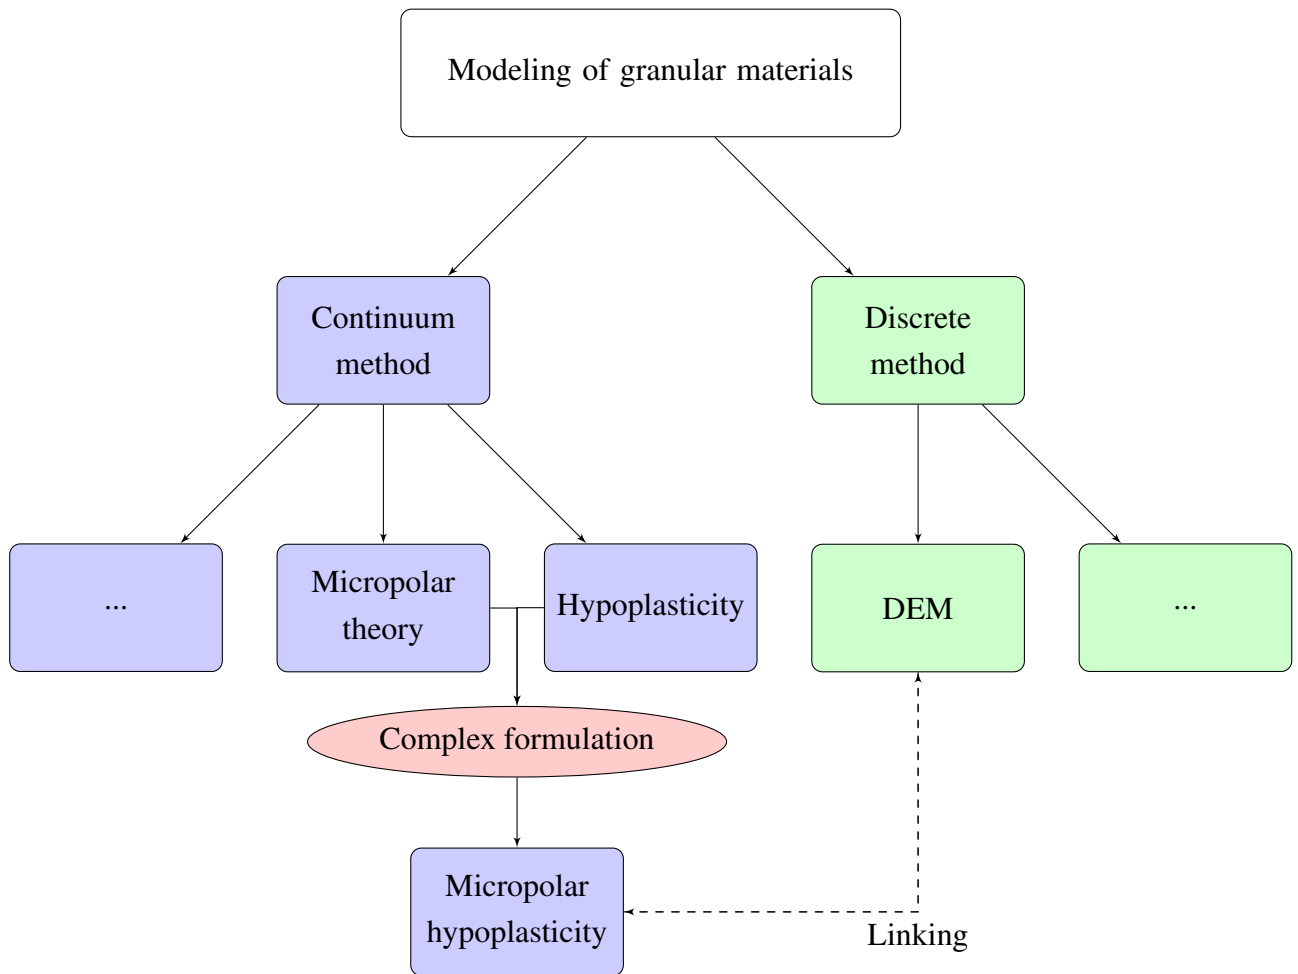 Modeling of granular materials
Continuum
method
Discrete
method
...
Micropolar
theory
Hypoplasticity
DEM
...
Complex formulation
Micropolar
hypoplasticity
Linking